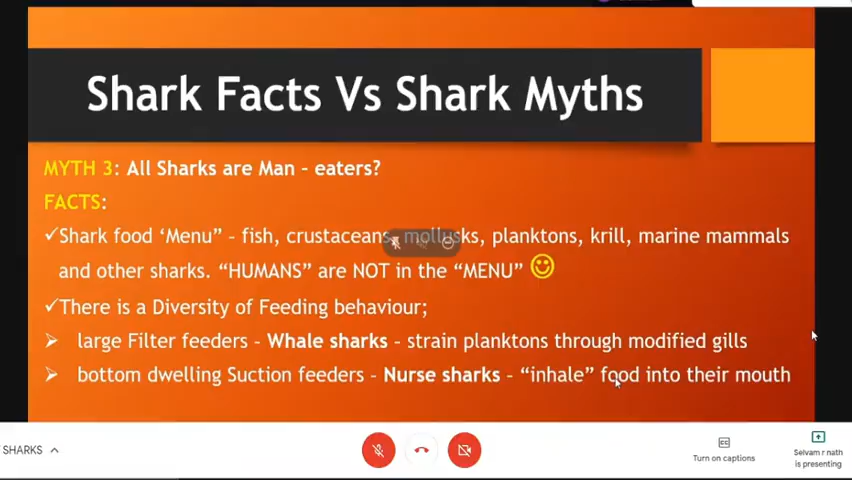 Shark Facts Vs Shark Myths
MYTH 3: All Sharks are Man – eaters?
FACTS:
✓Shark food ‘Menu” – fish, crustaceans, mollusks, planktons, krill, marine mammals
and other sharks. “HUMANS” are NOT in the “MENU” ☺
✓There is a Diversity of Feeding behaviour;
➢ large Filter feeders – Whale sharks – strain planktons through modified gills
➢ bottom dwelling Suction feeders – Nurse sharks – “inhale” food into their mouth
SHARKS
Turn on captions
Selvam r nath
is presenting